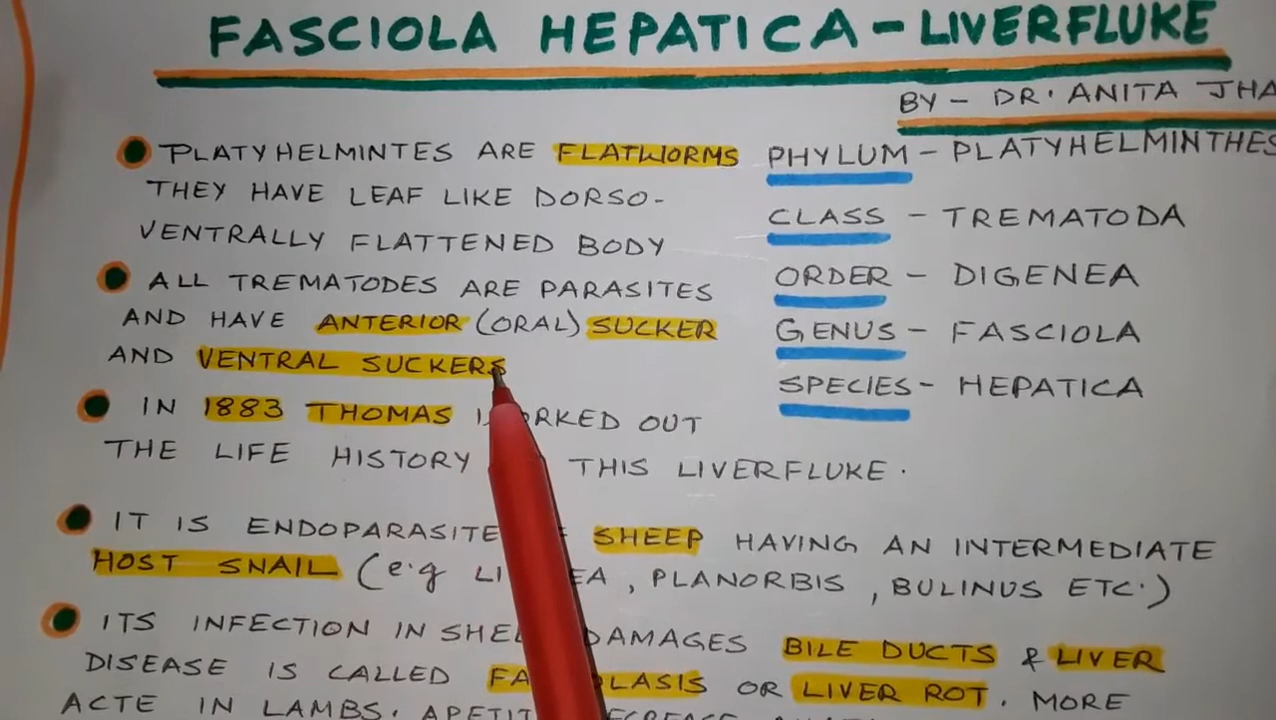 FASCIOLA HEPATICA - LIVERFLUKE
BY - DR. ANITA JHA
PLATYHELMINTES ARE FLATWORMS
THEY HAVE LEAF LIKE DORSO-
VENTRALLY FLATTENED BODY
ALL TREMATODES ARE PARASITES
AND HAVE ANTERIOR (ORAL) SUCKER
AND VENTRAL SUCKERS
IN 1883 THOMAS OUT
THE LIFE HISTORY THIS LIVERFLUKE.
PHYLUM - PLATYHELMINTHES
CLASS - TREMATODA
ORDER - DIGENEA
GENUS - FASCIOLA
SPECIES - HEPATICA
IT IS ENDOPARASITE SHEEP HAVING AN INTERMEDIATE
HOST SNAIL (e.g , PLANORBIS , BULINUS ETC.)
ITS INFECTION IN DAMAGES BILE DUCTS & LIVER
DISEASE IS CALLED OR LIVER ROT. MORE
ACTE IN LAMBS.